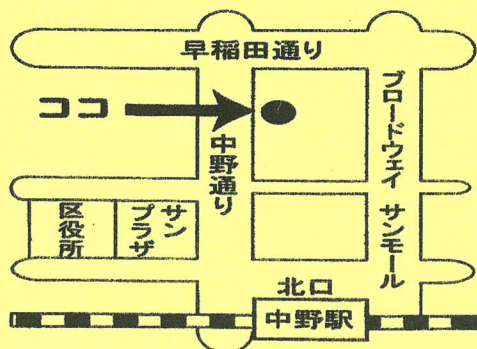 早稲田通り
ココ
中野通り
ブロードウェイ
サンモール
区役所
サンプラザ
北口
中野駅